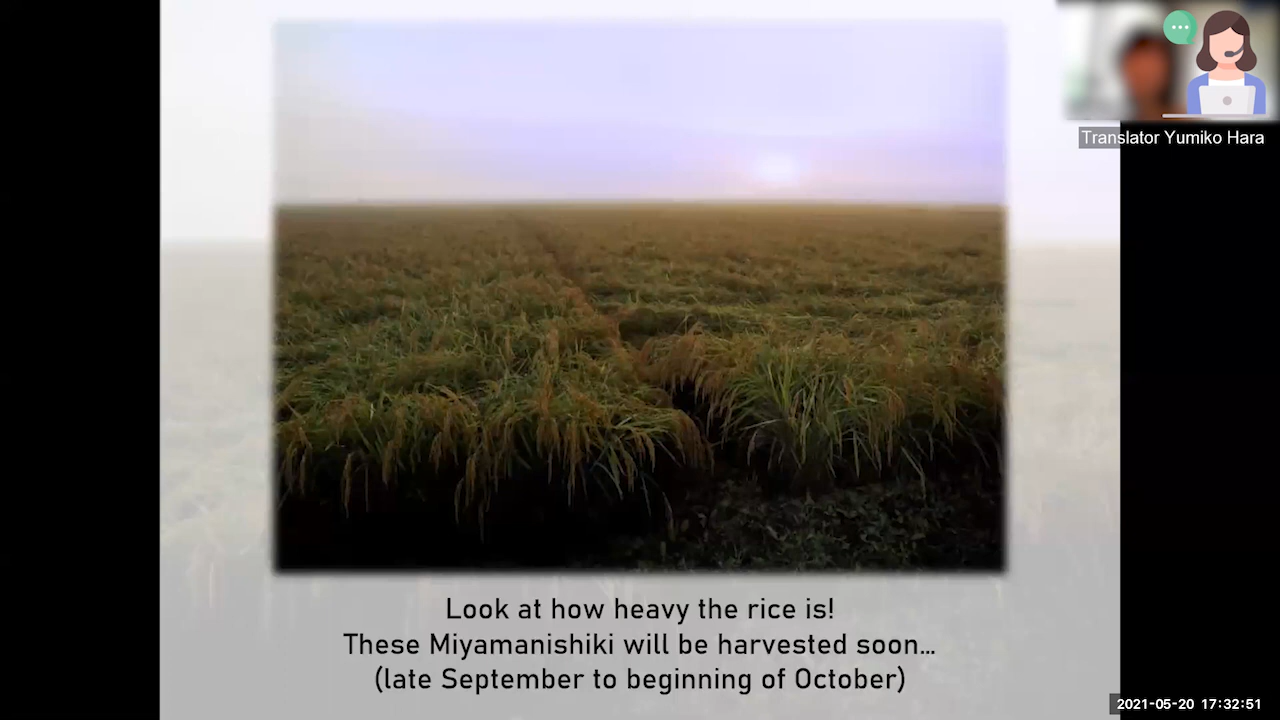 Translator Yumiko Hara
Look at how heavy the rice is!
These Miyamanishiki will be harvested soon...
(late September to beginning of October)
2021-05-20 17:32:51